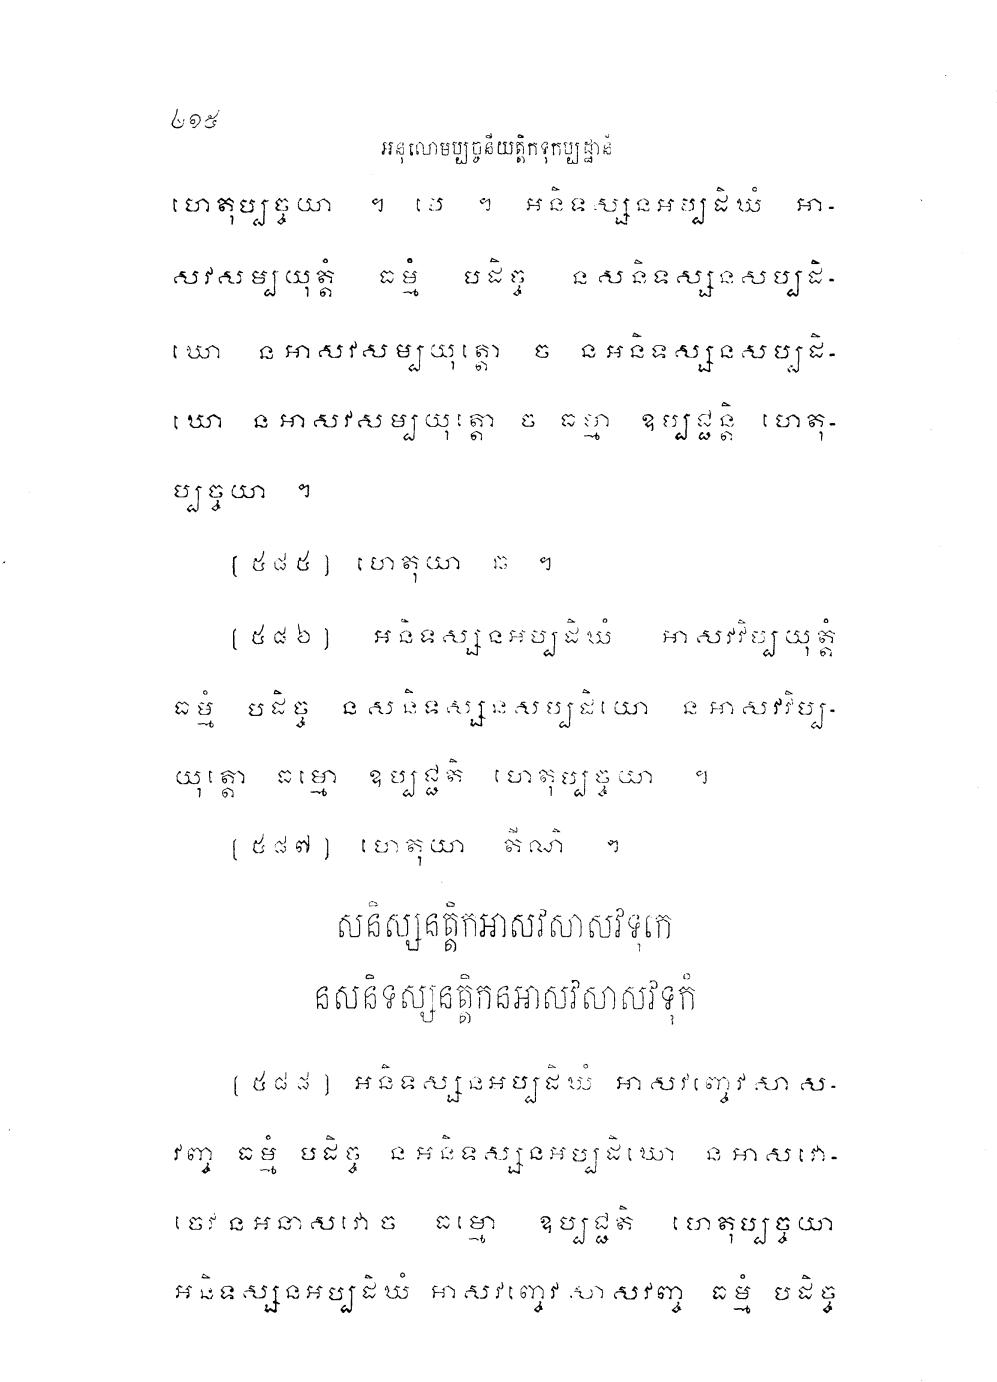 ៤១៥
អនុលោមប្បច្ចនីយត្តិកទុកប្បដ្ឋានំ
ហេតុប្បច្ចយា ។ បេ ។ អនិទស្សនអប្បដិឃំ អា-
សវសម្បយុត្តំ ធម្មំ បដិច្ច ន សនិទស្សនសប្បដិ-
ឃោ ន អាសវសម្បយុត្តោ ច ន អនិទស្សនសប្បដិ-
ឃោ ន អាសវសម្បយុត្តោ ច ធម្មា ឧប្បជ្ជន្តិ ហេតុ-
ប្បច្ចយា ។
[៥៨៥] ហេតុយា ឆ ។
[៥៨៦] អនិទស្សនអប្បដិឃំ អាសវវិប្បយុត្តំ
ធម្មំ បដិច្ច ន សនិទស្សនសប្បដិឃោ ន អាសវវិប្ប-
យុត្តោ ធម្មោ ឧប្បជ្ជតិ ហេតុប្បច្ចយា ។
[៥៨៧] ហេតុយា តីណិ ។
សនិស្សនត្តិកអាសវសាសវទុកេ
នសនិទស្សនត្តិកនអាសវសាសវទុកំ
[៥៨៨] អនិទស្សនអប្បដិឃំ អាសវញ្ចេវសាស-
វញ្ច ធម្មំ បដិច្ច ន អនិទស្សនអប្បដិឃោ ន អាសវោ-
ចេវ ន អនាសវោ ច ធម្មោ ឧប្បជ្ជតិ ហេតុប្បច្ចយា
អនិទស្សនអប្បដិឃំ អាសវញ្ចេវសាសវញ្ច ធម្មំ បដិច្ច